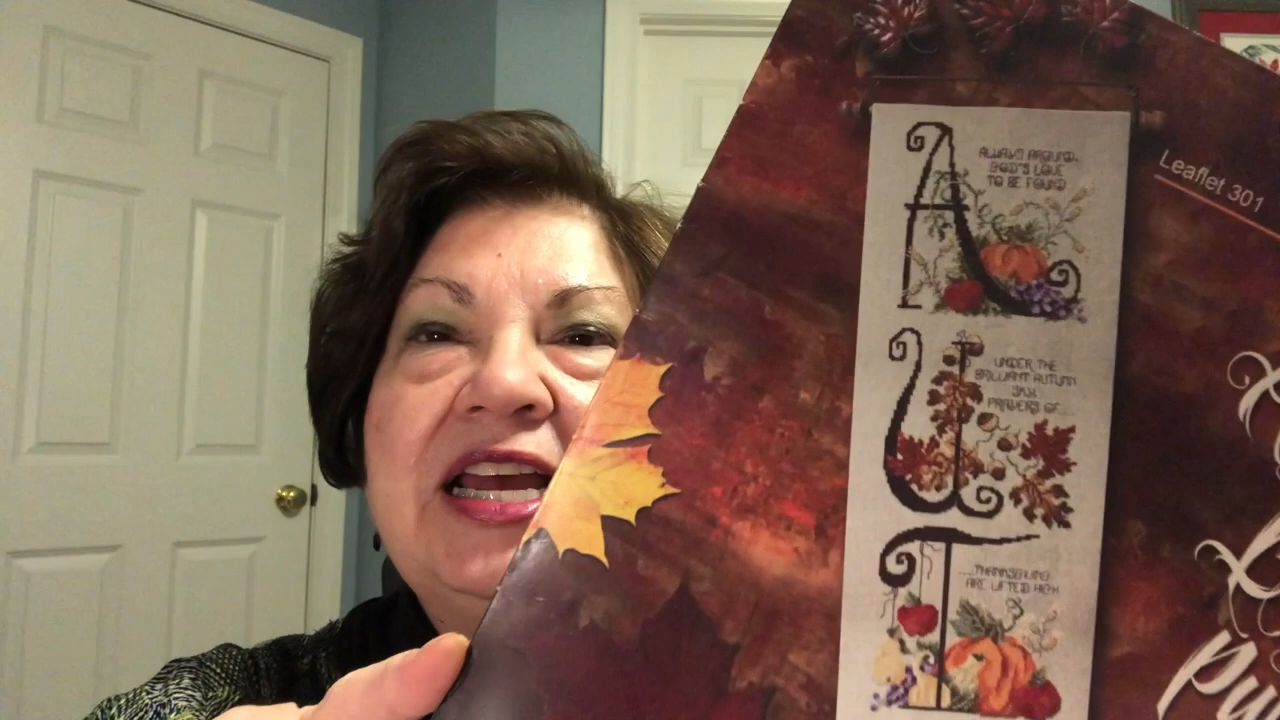 A
ALWAYS AROUND,
GOD'S LOVE
TO BE FOUND
Leaflet 301
U
UNDER THE
BRILLIANT AUTUMN
SKY,
PRAYERS OF...
T
...THANKSGIVING
ARE LIFTED HIGH